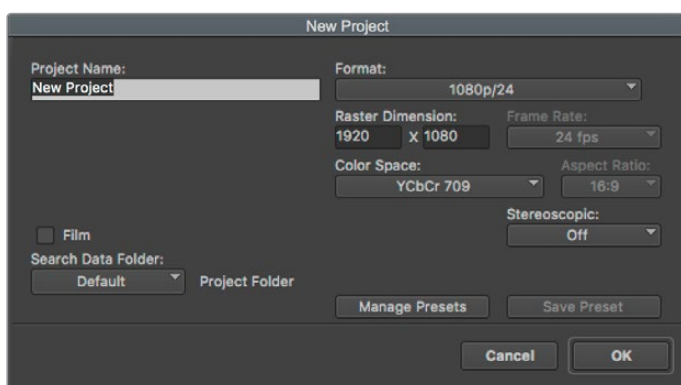 New Project
Project Name:
New Project
Format:
1080p/24
Raster Dimension:
Frame Rate:
1920 x 1080
24 fps
Color Space:
Aspect Ratio:
YCbCr 709
16:9
Stereoscopic:
Off
Film
Search Data Folder:
Default
Project Folder
Manage Presets
Save Preset
Cancel
OK